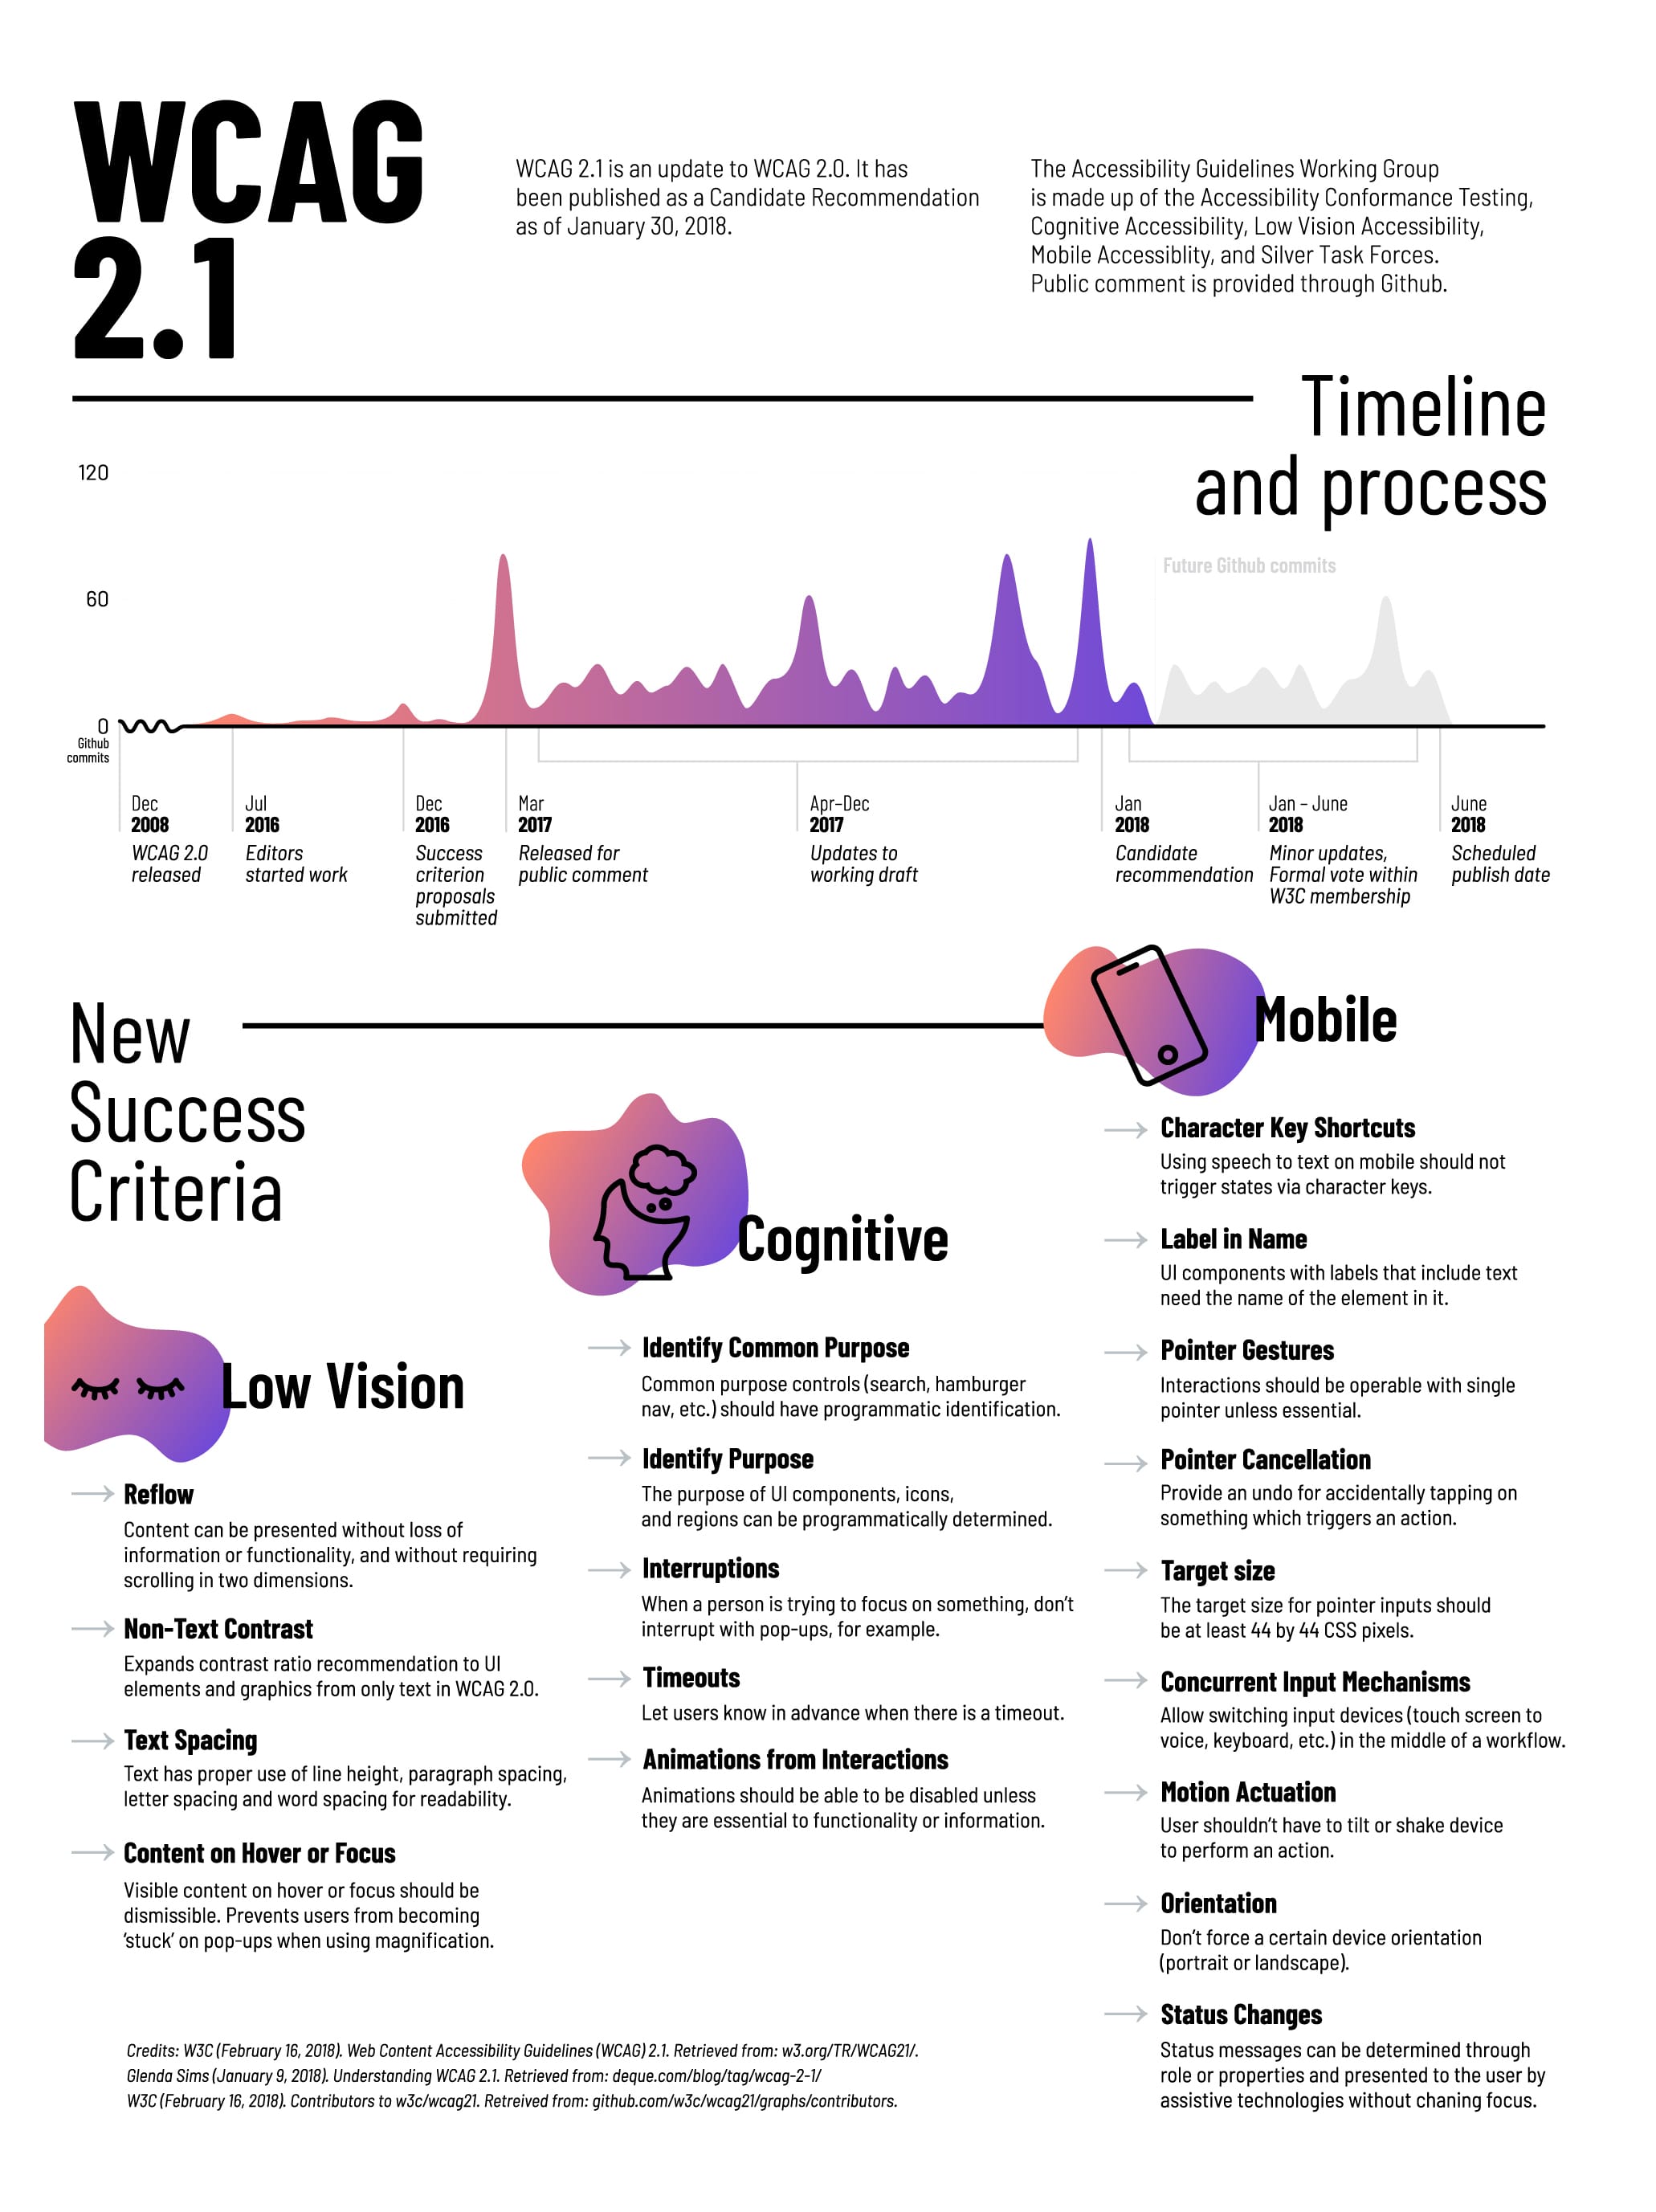 WCAG
2.1
WCAG 2.1 is an update to WCAG 2.0. It has
been published as a Candidate Recommendation
as of January 30, 2018.
The Accessibility Guidelines Working Group
is made up of the Accessibility Conformance Testing,
Cognitive Accessibility, Low Vision Accessibility,
Mobile Accessiblity, and Silver Task Forces.
Public comment is provided through Github.
Timeline
and process
120
60
0
Github
commits
Future Github commits
Dec
2008
WCAG 2.0
released
Jul
2016
Editors
started work
Dec
2016
Success
criterion
proposals
submitted
Mar
2017
Released for
public comment
Apr–Dec
2017
Updates to
working draft
Jan
2018
Candidate
recommendation
Jan – June
2018
Minor updates,
Formal vote within
W3C membership
June
2018
Scheduled
publish date
New
Success
Criteria
Low Vision
Reflow
Content can be presented without loss of
information or functionality, and without requiring
scrolling in two dimensions.
Non-Text Contrast
Expands contrast ratio recommendation to UI
elements and graphics from only text in WCAG 2.0.
Text Spacing
Text has proper use of line height, paragraph spacing,
letter spacing and word spacing for readability.
Content on Hover or Focus
Visible content on hover or focus should be
dismissible. Prevents users from becoming
‘stuck’ on pop-ups when using magnification.
Cognitive
Identify Common Purpose
Common purpose controls (search, hamburger
nav, etc.) should have programmatic identification.
Identify Purpose
The purpose of UI components, icons,
and regions can be programmatically determined.
Interruptions
When a person is trying to focus on something, don’t
interrupt with pop-ups, for example.
Timeouts
Let users know in advance when there is a timeout.
Animations from Interactions
Animations should be able to be disabled unless
they are essential to functionality or information.
Mobile
Character Key Shortcuts
Using speech to text on mobile should not
trigger states via character keys.
Label in Name
UI components with labels that include text
need the name of the element in it.
Pointer Gestures
Interactions should be operable with single
pointer unless essential.
Pointer Cancellation
Provide an undo for accidentally tapping on
something which triggers an action.
Target size
The target size for pointer inputs should
be at least 44 by 44 CSS pixels.
Concurrent Input Mechanisms
Allow switching input devices (touch screen to
voice, keyboard, etc.) in the middle of a workflow.
Motion Actuation
User shouldn’t have to tilt or shake device
to perform an action.
Orientation
Don’t force a certain device orientation
(portrait or landscape).
Status Changes
Status messages can be determined through
role or properties and presented to the user by
assistive technologies without chaning focus.
Credits: W3C (February 16, 2018). Web Content Accessibility Guidelines (WCAG) 2.1. Retrieved from: w3.org/TR/WCAG21/.
Glenda Sims (January 9, 2018). Understanding WCAG 2.1. Retrieved from: deque.com/blog/tag/wcag-2-1/
W3C (February 16, 2018). Contributors to w3c/wcag21. Retreived from: github.com/w3c/wcag21/graphs/contributors.